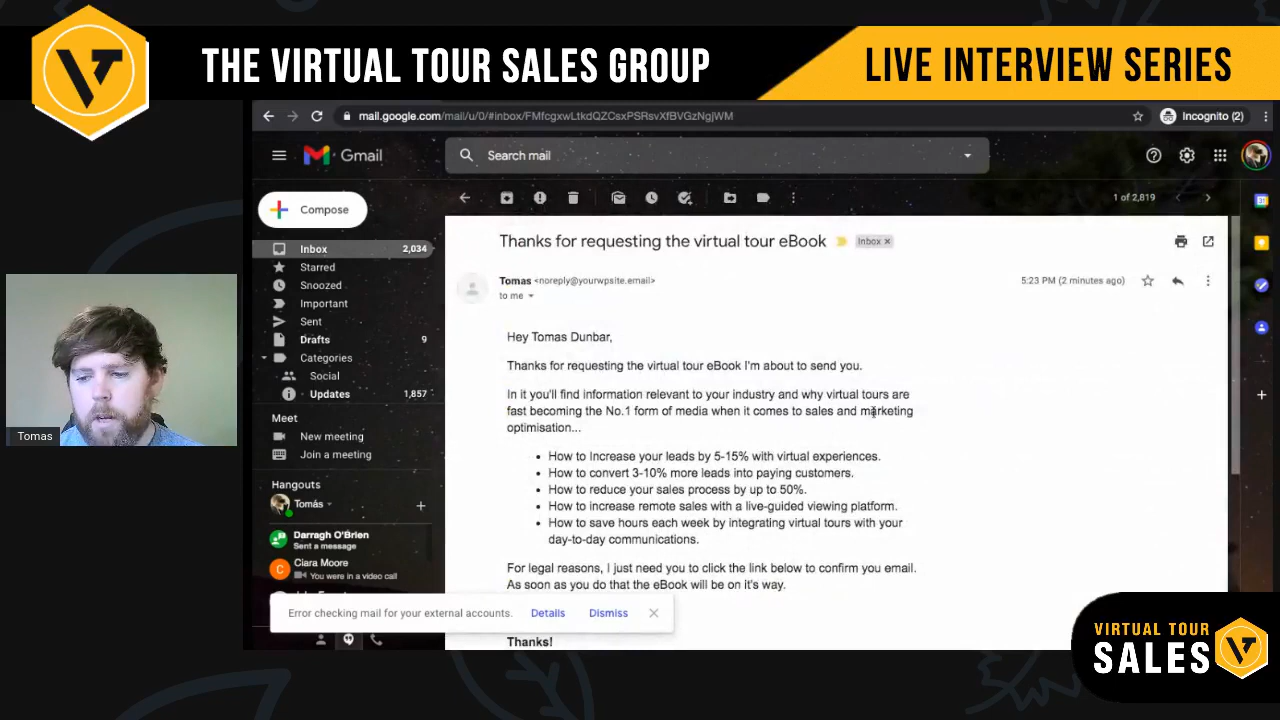 THE VIRTUAL TOUR SALES GROUP
LIVE INTERVIEW SERIES
mail.google.com/mail/u/0/#inbox/FMfcgxwLtkdQZCsxPSRsvXfBVGzNgjWM
Incognito (2)
Gmail
Search mail
Compose
1 of 2,819
Inbox 2,034
Starred
Snoozed
Important
Sent
Drafts 9
Categories
Social
Updates 1,857
Meet
New meeting
Join a meeting
Hangouts
Tomás
Darragh O'Brien
Sent a message
Ciara Moore
You were in a video call
Thanks for requesting the virtual tour eBook Inbox
Tomas <noreply@yourwpsite.email>
5:23 PM (2 minutes ago)
to me
Hey Tomas Dunbar,
Thanks for requesting the virtual tour eBook I'm about to send you.
In it you'll find information relevant to your industry and why virtual tours are
fast becoming the No.1 form of media when it comes to sales and marketing
optimisation...
How to Increase your leads by 5-15% with virtual experiences.
How to convert 3-10% more leads into paying customers.
How to reduce your sales process by up to 50%.
How to increase remote sales with a live-guided viewing platform.
How to save hours each week by integrating virtual tours with your
day-to-day communications.
For legal reasons, I just need you to click the link below to confirm you email.
As soon as you do that the eBook will be on it's way.
Thanks!
Error checking mail for your external accounts. Details Dismiss
Tomas
VIRTUAL TOUR
SALES